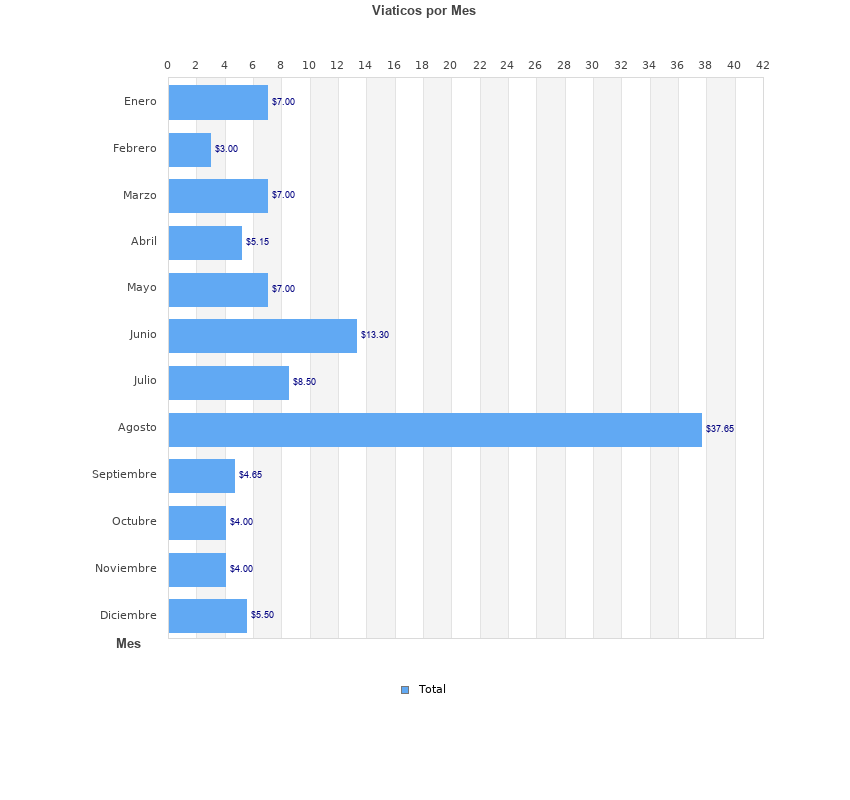 Viaticos por Mes
0 2 4 6 8 10 12 14 16 18 20 22 24 26 28 30 32 34 36 38 40 42
Enero $7.00
Febrero $3.00
Marzo $7.00
Abril $5.15
Mayo $7.00
Junio $13.30
Julio $8.50
Agosto $37.65
Septiembre $4.65
Octubre $4.00
Noviembre $4.00
Diciembre $5.50
Mes
Total